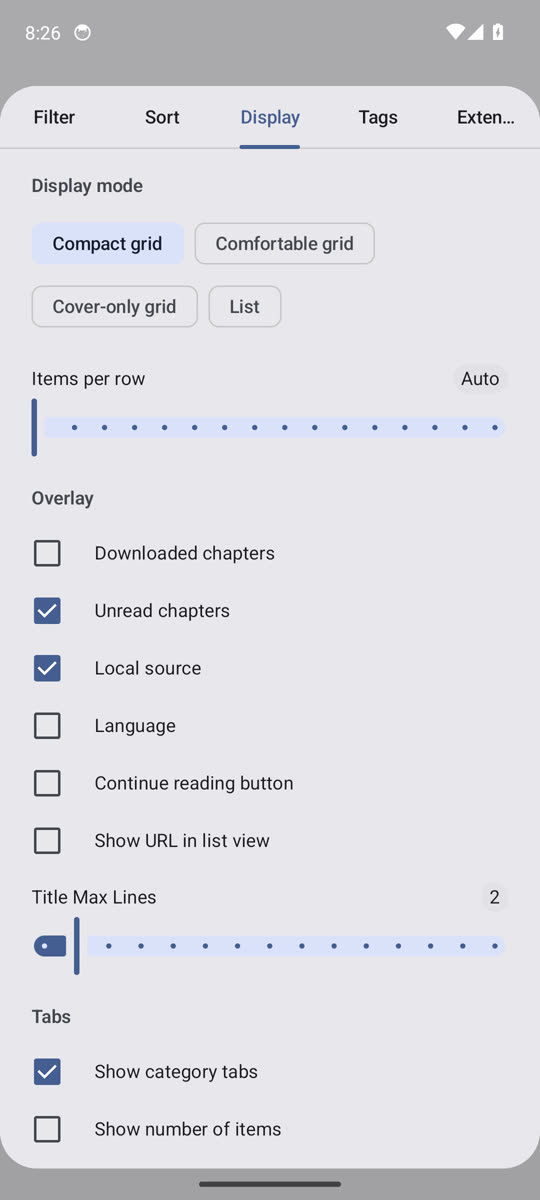 8:26
Filter Sort Display Tags Exten...
Display mode
Compact grid Comfortable grid
Cover-only grid List
Items per row Auto
Overlay
Downloaded chapters
Unread chapters
Local source
Language
Continue reading button
Show URL in list view
Title Max Lines 2
Tabs
Show category tabs
Show number of items